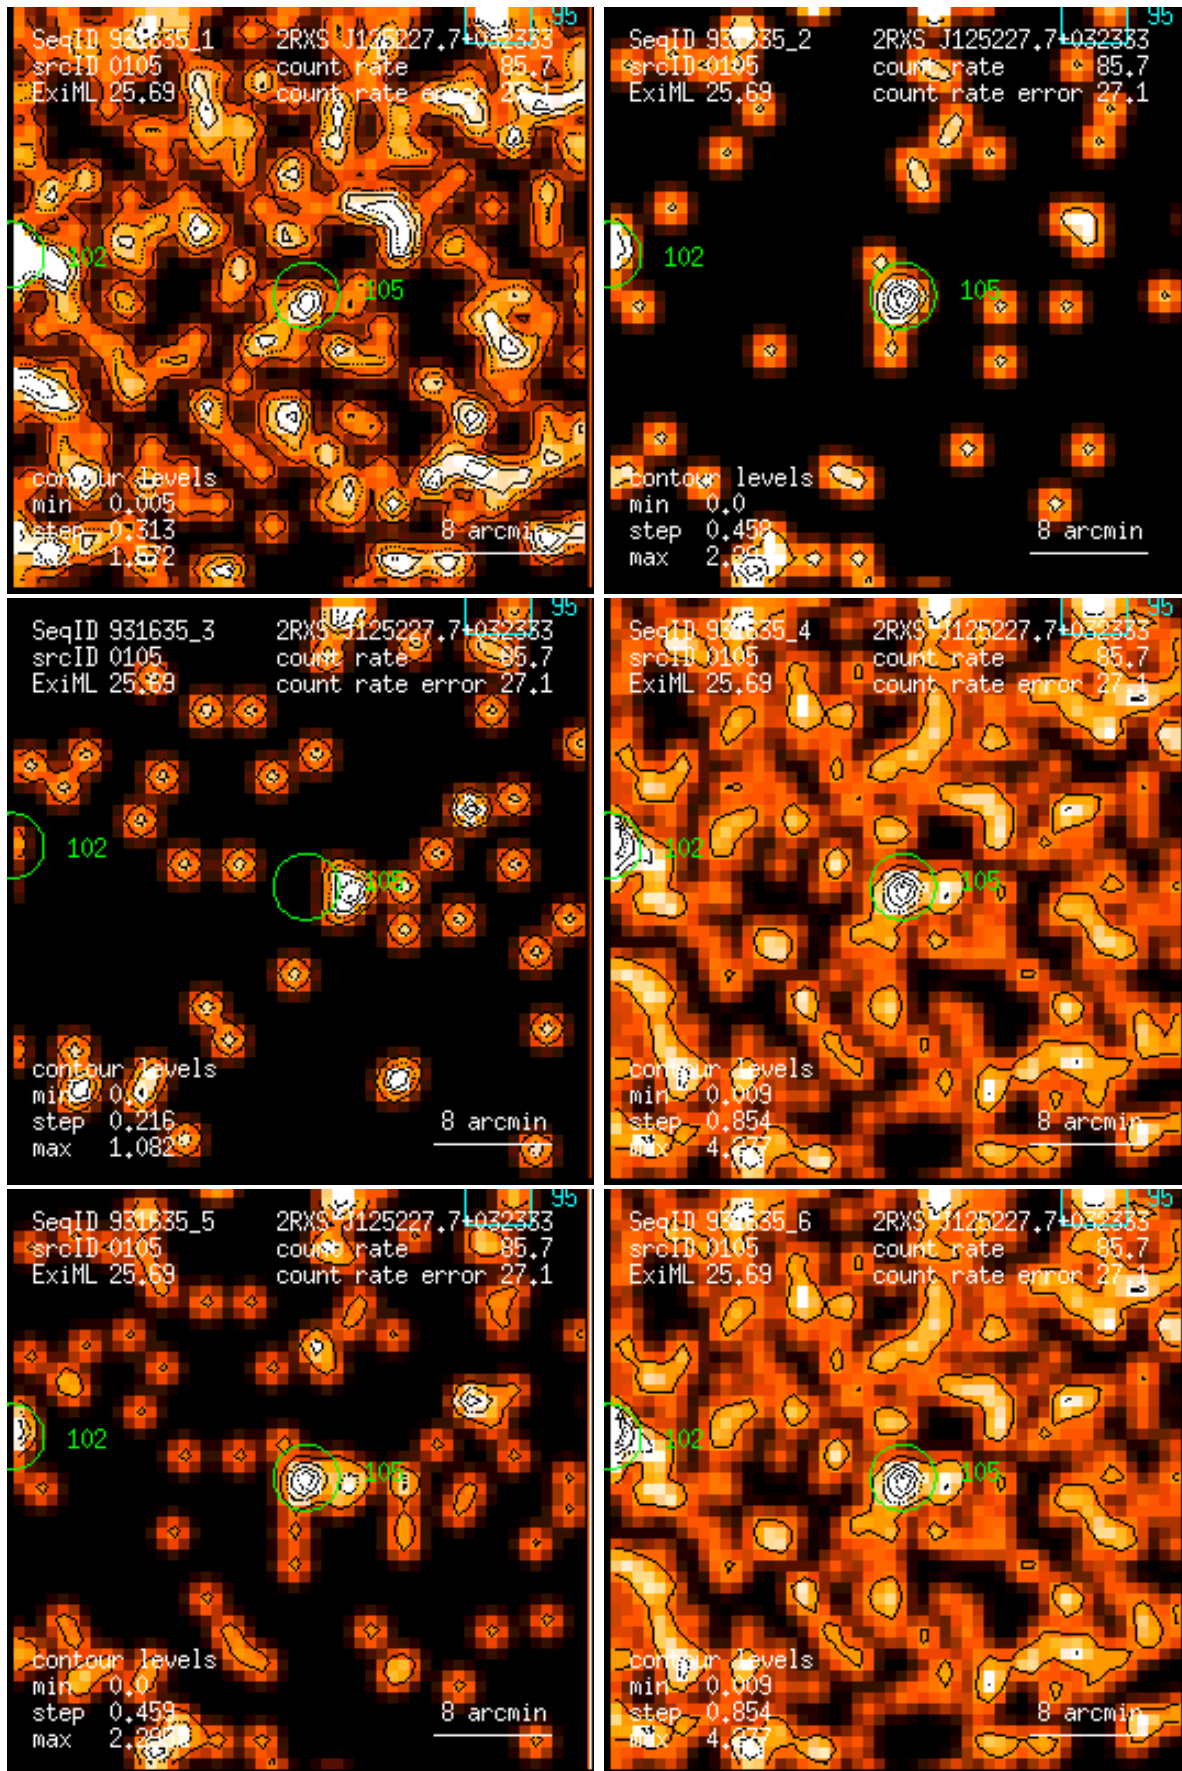 95
SeqID 931635_1 2RXS J125227.7+032333
srcID 0105 count rate 85.7
ExiML 25.69 count rate error 27.1
102
105
contour levels
min 0.005
step 0.313 8 arcmin
max 1.572
95
SeqID 931635_2 2RXS J125227.7+032333
srcID 0105 count rate 85.7
ExiML 25.69 count rate error 27.1
102
105
contour levels
min 0.0
step 0.459 8 arcmin
max
95
SeqID 931635_3 2RXS J125227.7+032333
srcID 0105 count rate 85.7
ExiML 25.69 count rate error 27.1
102
105
contour levels
min 0.0
step 0.216 8 arcmin
max 1.082
95
SeqID 931635_4 2RXS J125227.7+032333
srcID 0105 count rate 85.7
ExiML 25.69 count rate error 27.1
102
105
contour levels
min 0.009
step 0.854 8 arcmin
max 4.277
95
SeqID 931635_5 2RXS J125227.7+032333
srcID 0105 count rate 85.7
ExiML 25.69 count rate error 27.1
102
105
contour levels
min 0.0
step 0.459 8 arcmin
max
95
SeqID 931635_6 2RXS J125227.7+032333
srcID 0105 count rate 85.7
ExiML 25.69 count rate error 27.1
102
105
contour levels
min 0.009
step 0.854 8 arcmin
max 4.277